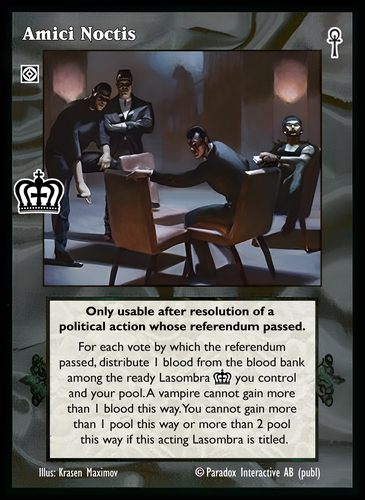 Amici Noctis
Only usable after resolution of a
political action whose referendum passed.
For each vote by which the referendum
passed, distribute 1 blood from the blood bank
among the ready Lasombra you control
and your pool. A vampire cannot gain more
than 1 blood this way. You cannot gain more
than 1 pool this way or more than 2 pool
this way if this acting Lasombra is titled.
Illus: Krasen Maximov © Paradox Interactive AB (publ)